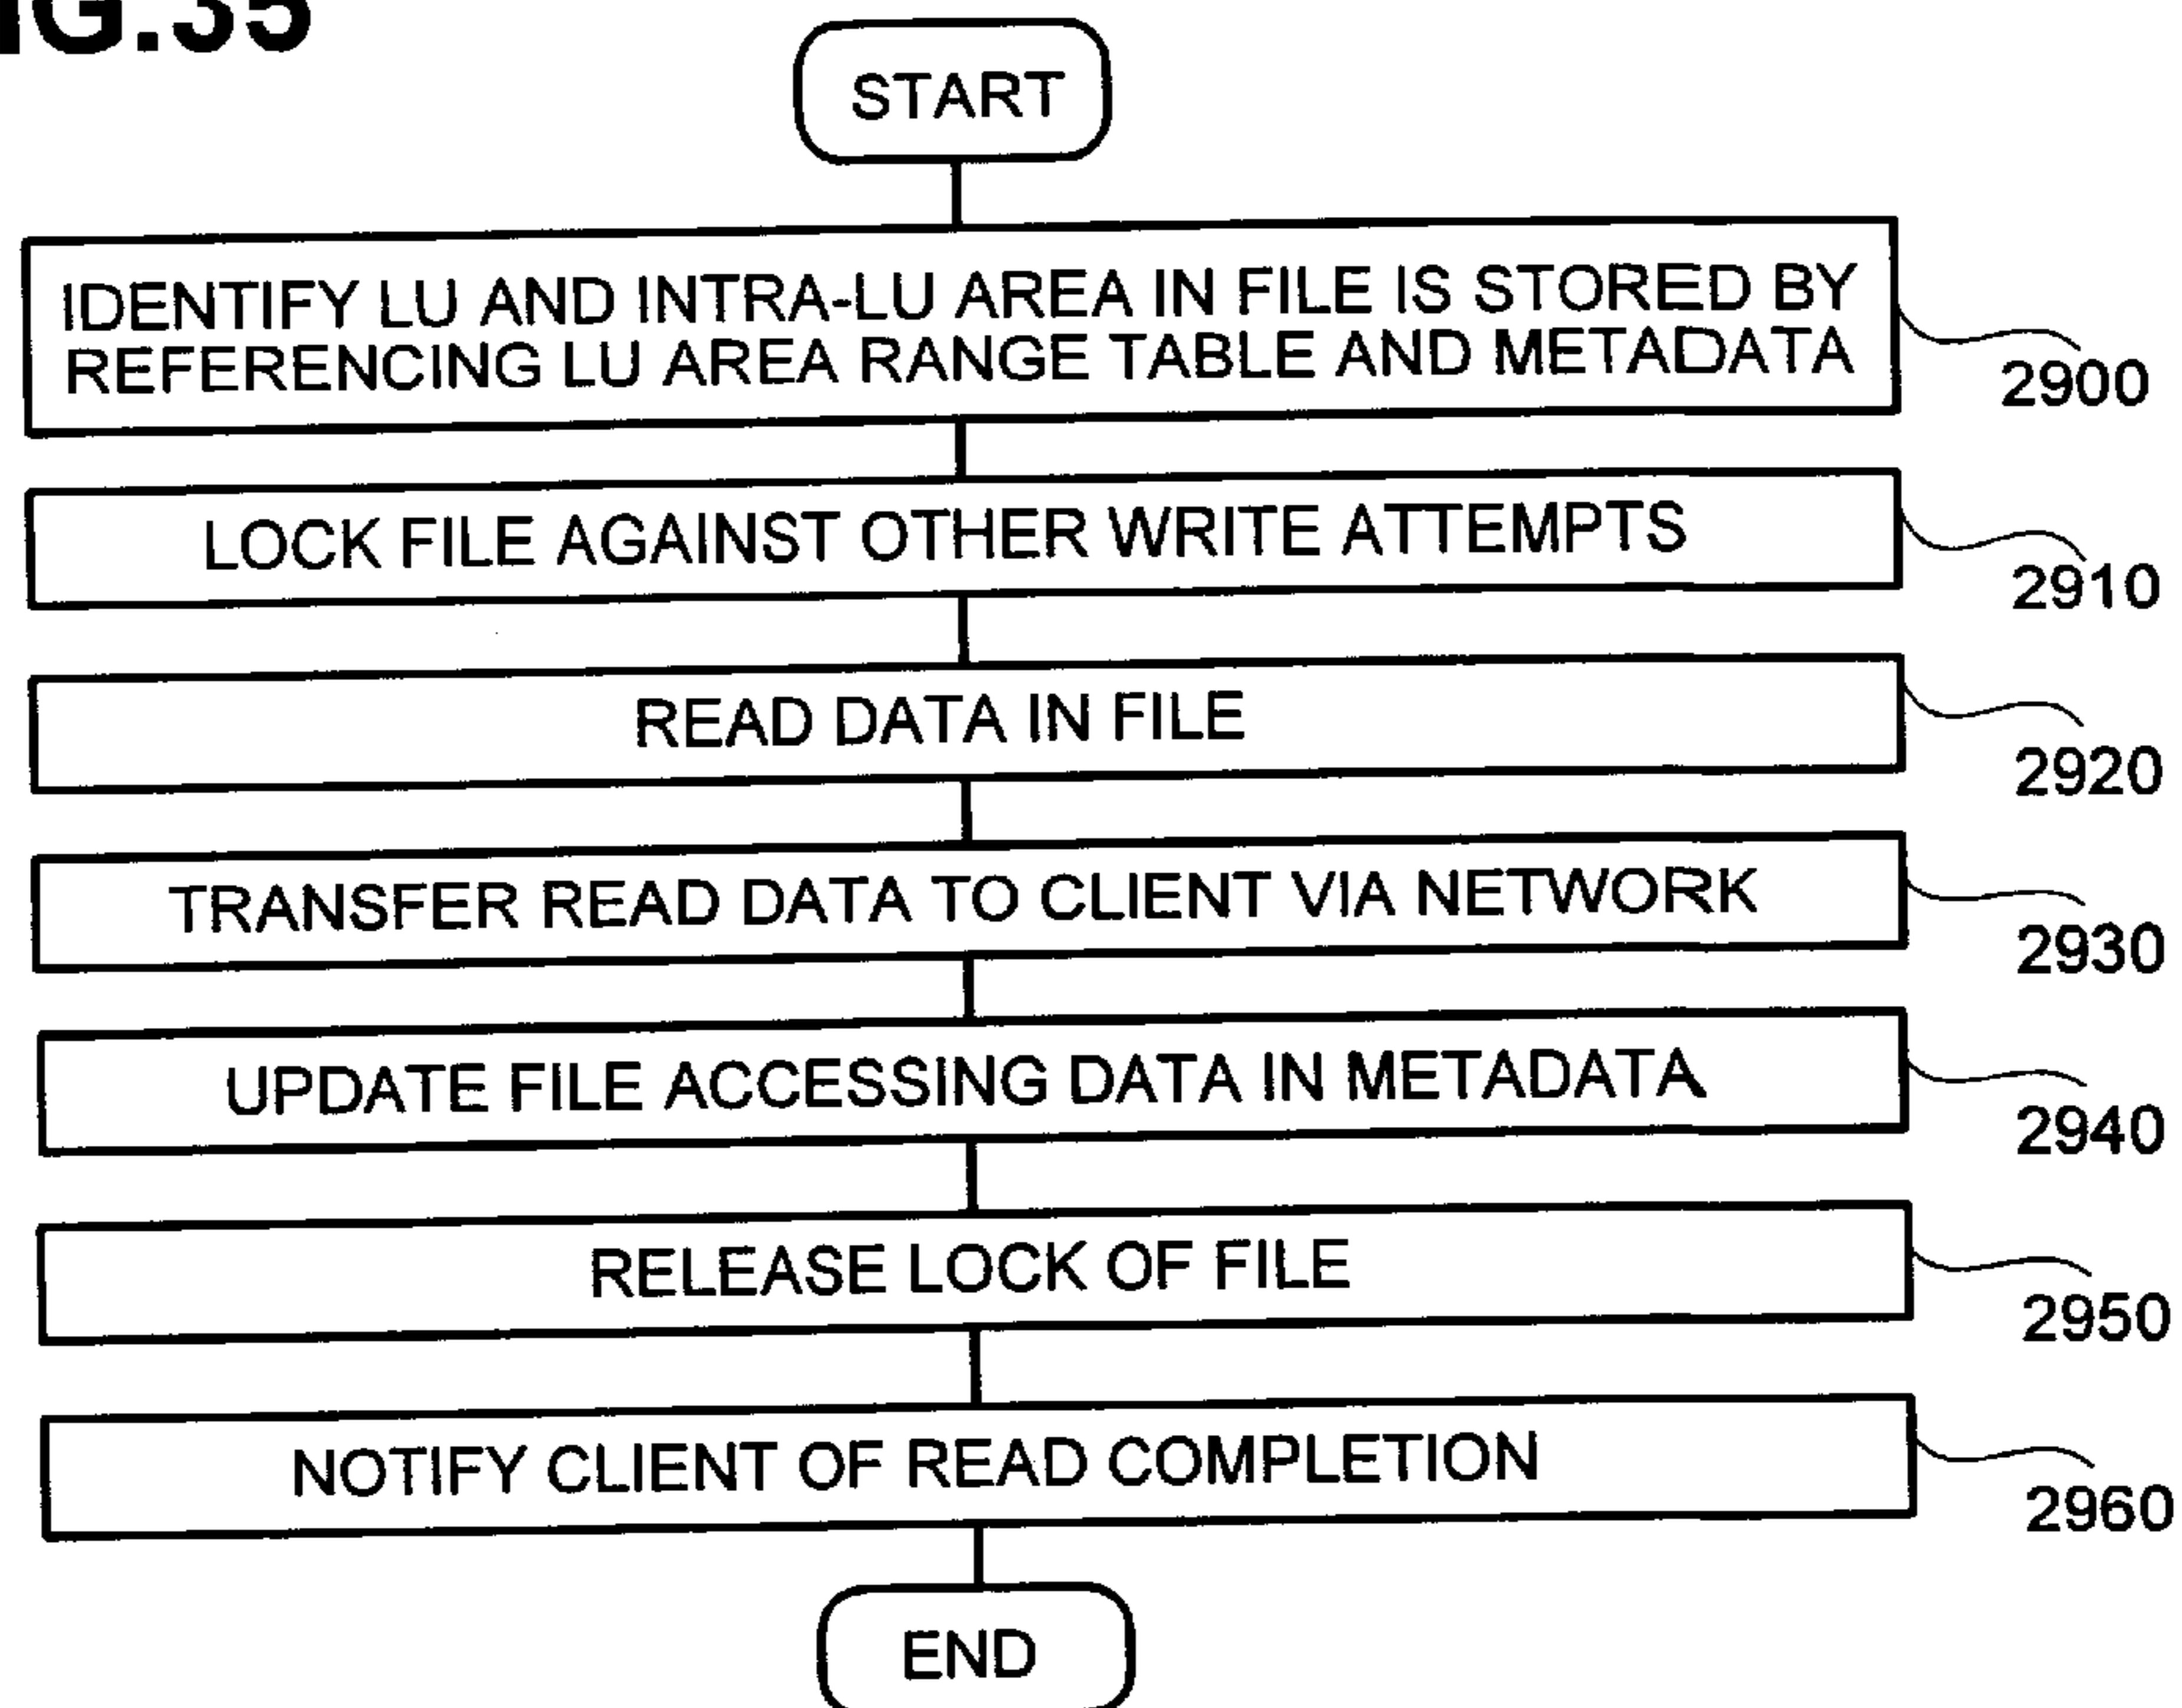 FIG.35
START
IDENTIFY LU AND INTRA-LU AREA IN FILE IS STORED BY
REFERENCING LU AREA RANGE TABLE AND METADATA
2900
LOCK FILE AGAINST OTHER WRITE ATTEMPTS
2910
READ DATA IN FILE
2920
TRANSFER READ DATA TO CLIENT VIA NETWORK
2930
UPDATE FILE ACCESSING DATA IN METADATA
2940
RELEASE LOCK OF FILE
2950
NOTIFY CLIENT OF READ COMPLETION
2960
END